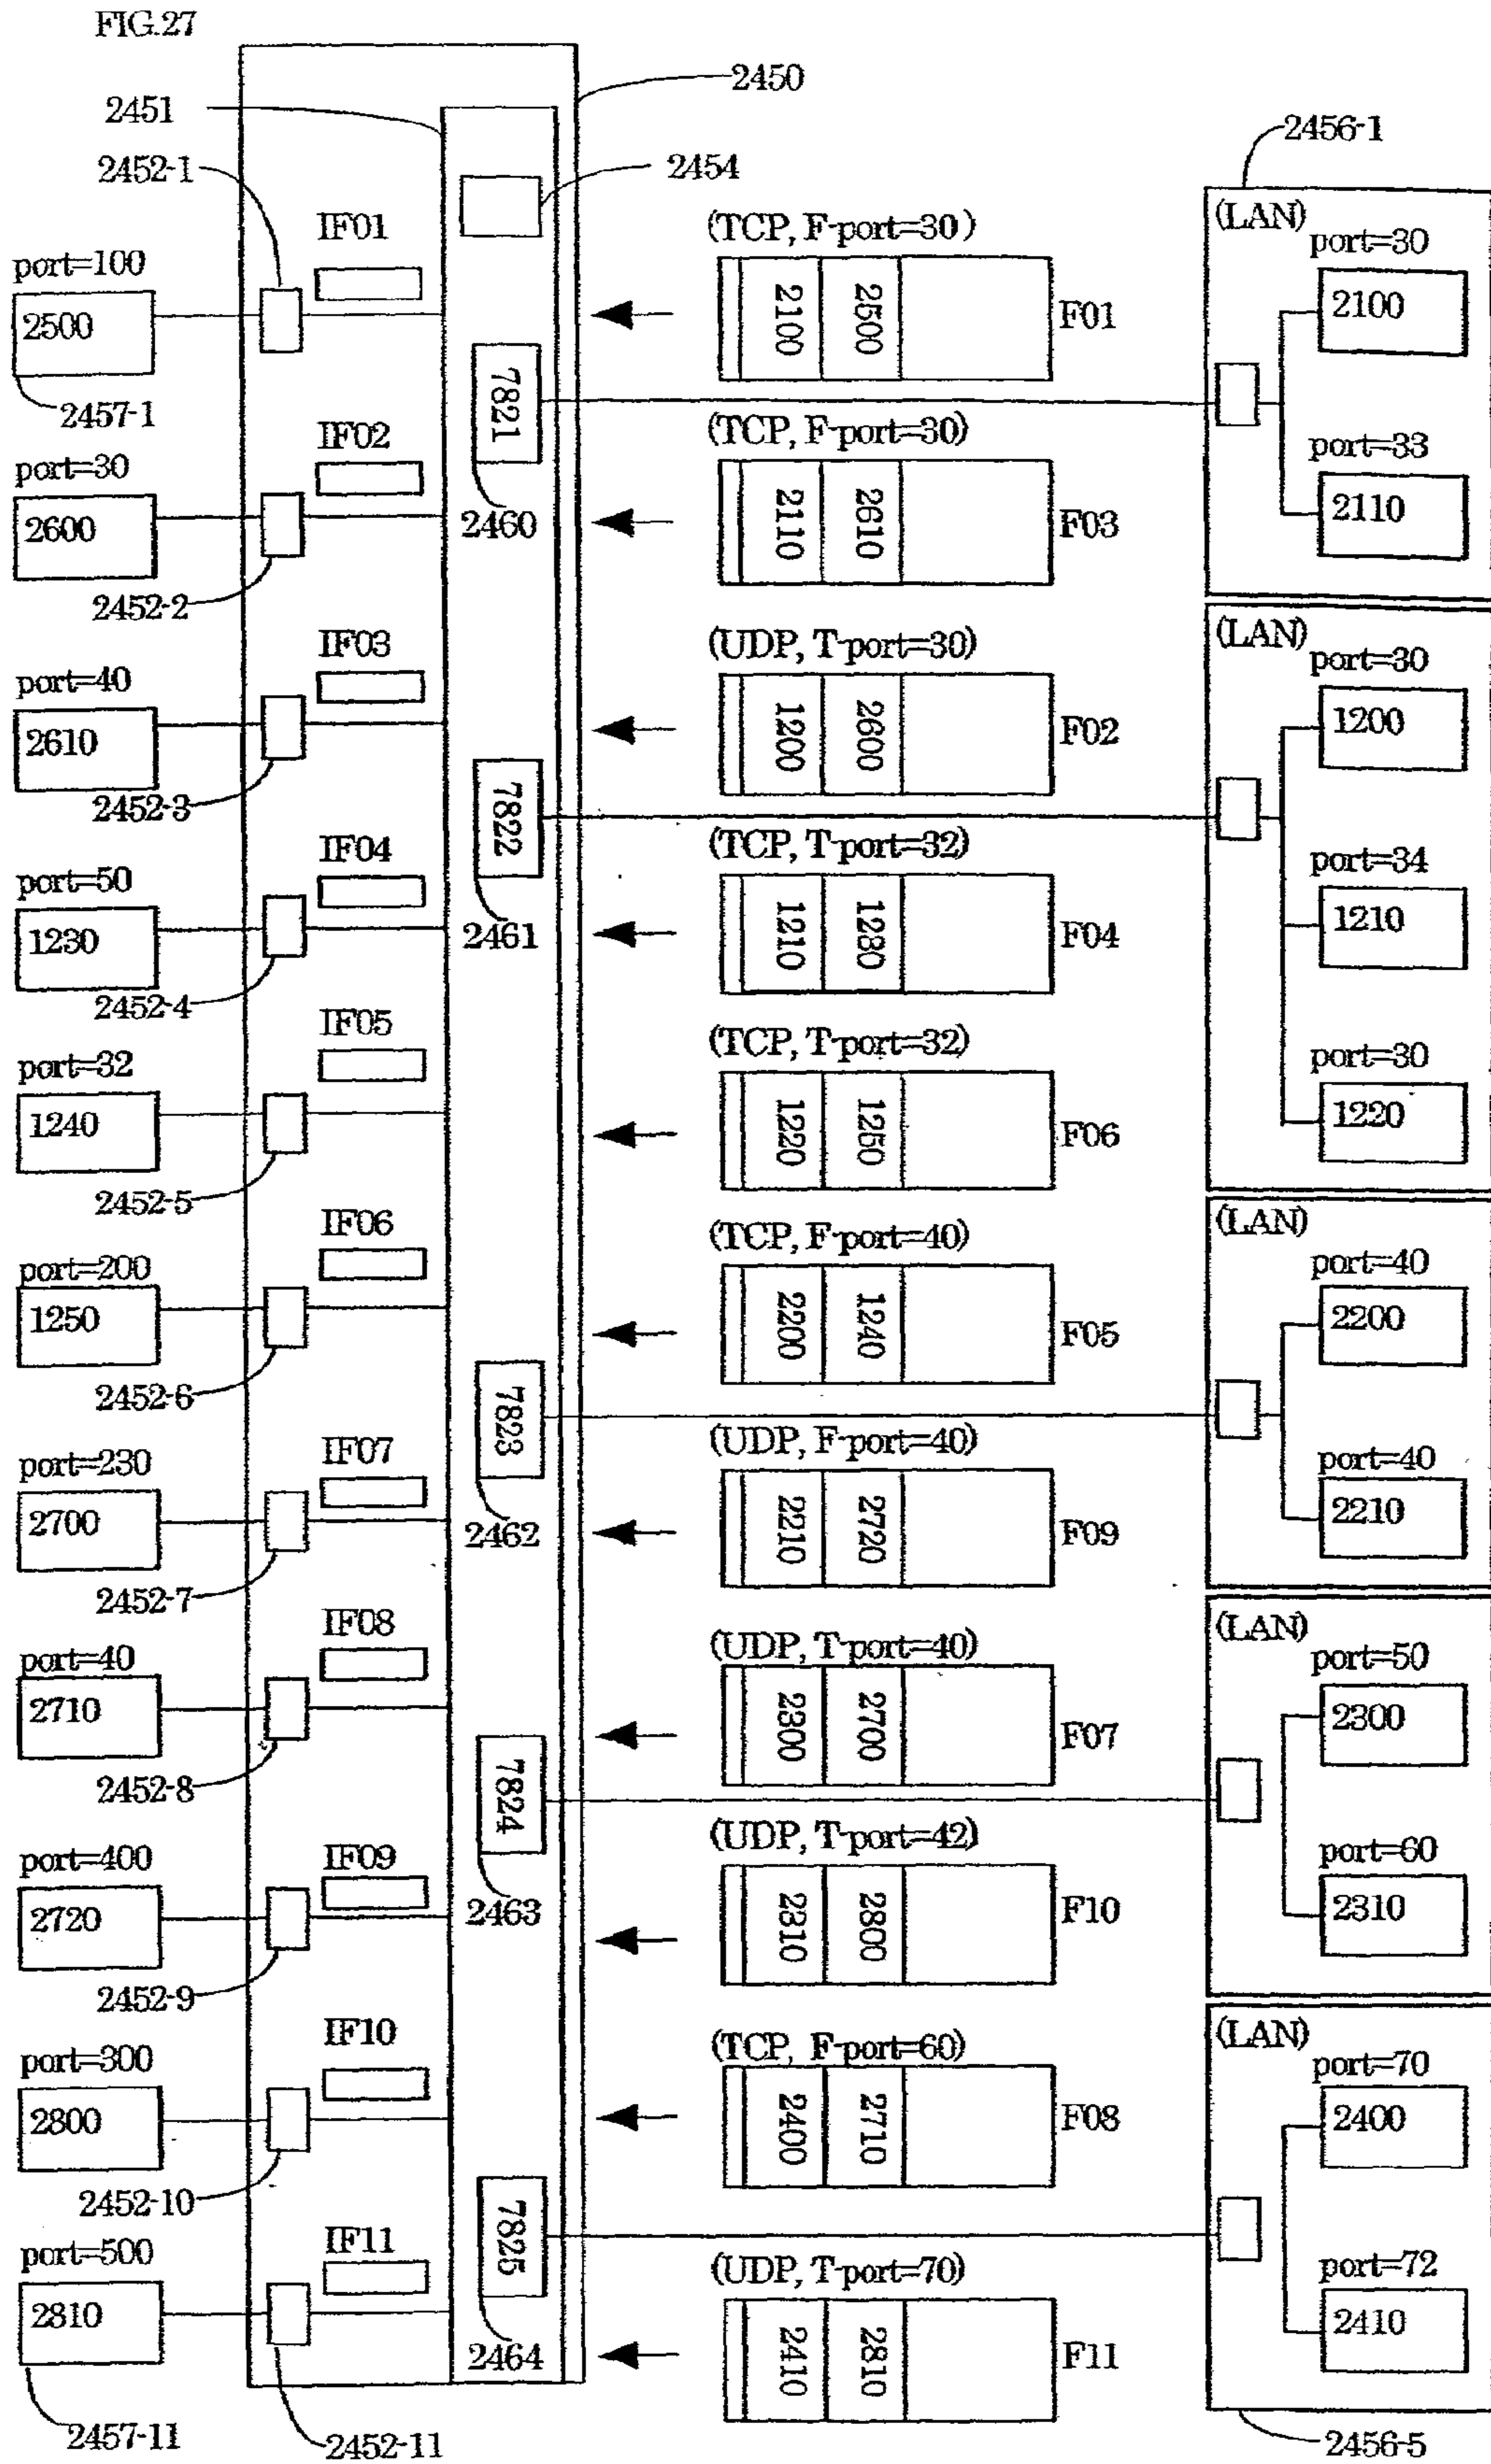 FIG.27
2450
2451
2452-1
2454
IF01
port=100
2500
2457-1
7821
2460
IF02
port=30
2600
2452-2
IF03
port=40
2610
2452-3
7822
2461
IF04
port=50
1230
2452-4
IF05
port=32
1240
2452-5
IF06
port=200
1250
2452-6
7823
2462
IF07
port=230
2700
2452-7
IF08
port=40
2710
2452-8
7824
2463
IF09
port=400
2720
2452-9
IF10
port=300
2800
2452-10
7825
2464
IF11
port=500
2810
2457-11
2452-11
(TCP, F-port=30)
2100 2500
F01
(TCP, F-port=30)
2110 2610
F03
(UDP, T-port=30)
1200 2600
F02
(TCP, T-port=32)
1210 1230
F04
(TCP, T-port=32)
1220 1250
F06
(TCP, F-port=40)
2200 1240
F05
(UDP, F-port=40)
2210 2720
F09
(UDP, T-port=40)
2300 2700
F07
(UDP, T-port=42)
2310 2800
F10
(TCP, F-port=60)
2400 2710
F08
(UDP, T-port=70)
2410 2810
F11
2456-1
(LAN)
port=30
2100
port=33
2110
(LAN)
port=30
1200
port=34
1210
port=30
1220
(LAN)
port=40
2200
port=40
2210
(LAN)
port=50
2300
port=60
2310
(LAN)
port=70
2400
port=72
2410
2456-5